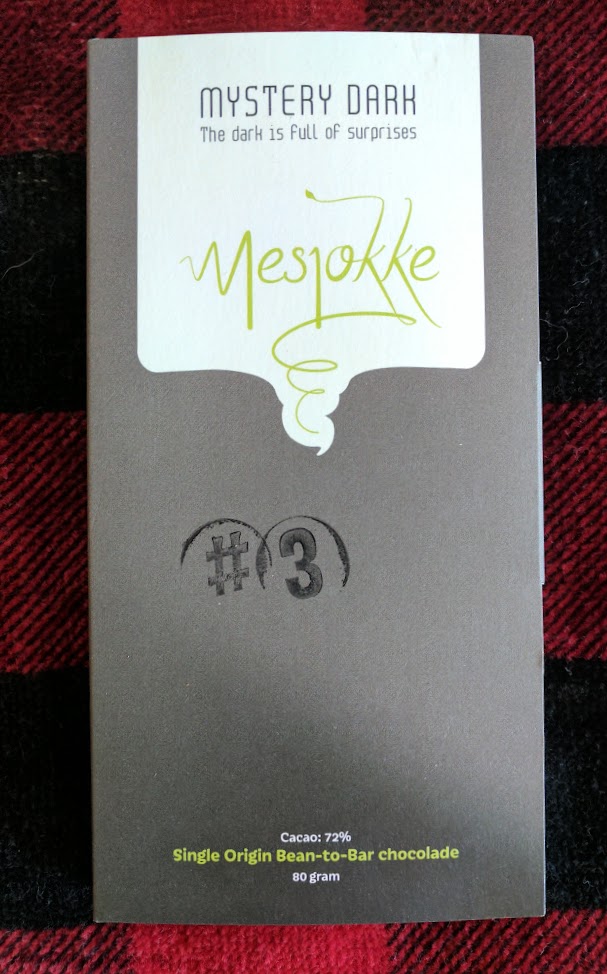 MYSTERY DARK
The dark is full of surprises
Mesjokke
#3
Cacao: 72%
Single Origin Bean-to-Bar chocolade
80 gram